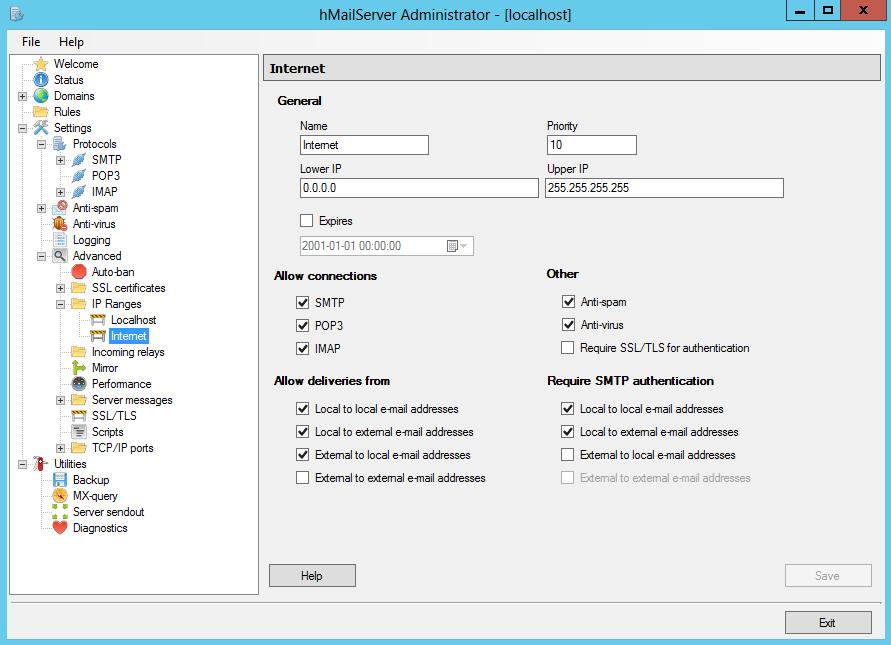 hMailServer Administrator - [localhost]
File Help
Welcome
Status
Domains
Rules
Settings
Protocols
SMTP
POP3
IMAP
Anti-spam
Anti-virus
Logging
Advanced
Auto-ban
SSL certificates
IP Ranges
Localhost
Internet
Incoming relays
Mirror
Performance
Server messages
SSL/TLS
Scripts
TCP/IP ports
Utilities
Backup
MX-query
Server sendout
Diagnostics
Internet
General
Name Priority
Internet 10
Lower IP Upper IP
0.0.0.0 255.255.255.255
Expires
2001-01-01 00:00:00
Allow connections
SMTP
POP3
IMAP
Other
Anti-spam
Anti-virus
Require SSL/TLS for authentication
Allow deliveries from
Local to local e-mail addresses
Local to external e-mail addresses
External to local e-mail addresses
External to external e-mail addresses
Require SMTP authentication
Local to local e-mail addresses
Local to external e-mail addresses
External to local e-mail addresses
External to external e-mail addresses
Help Save
Exit